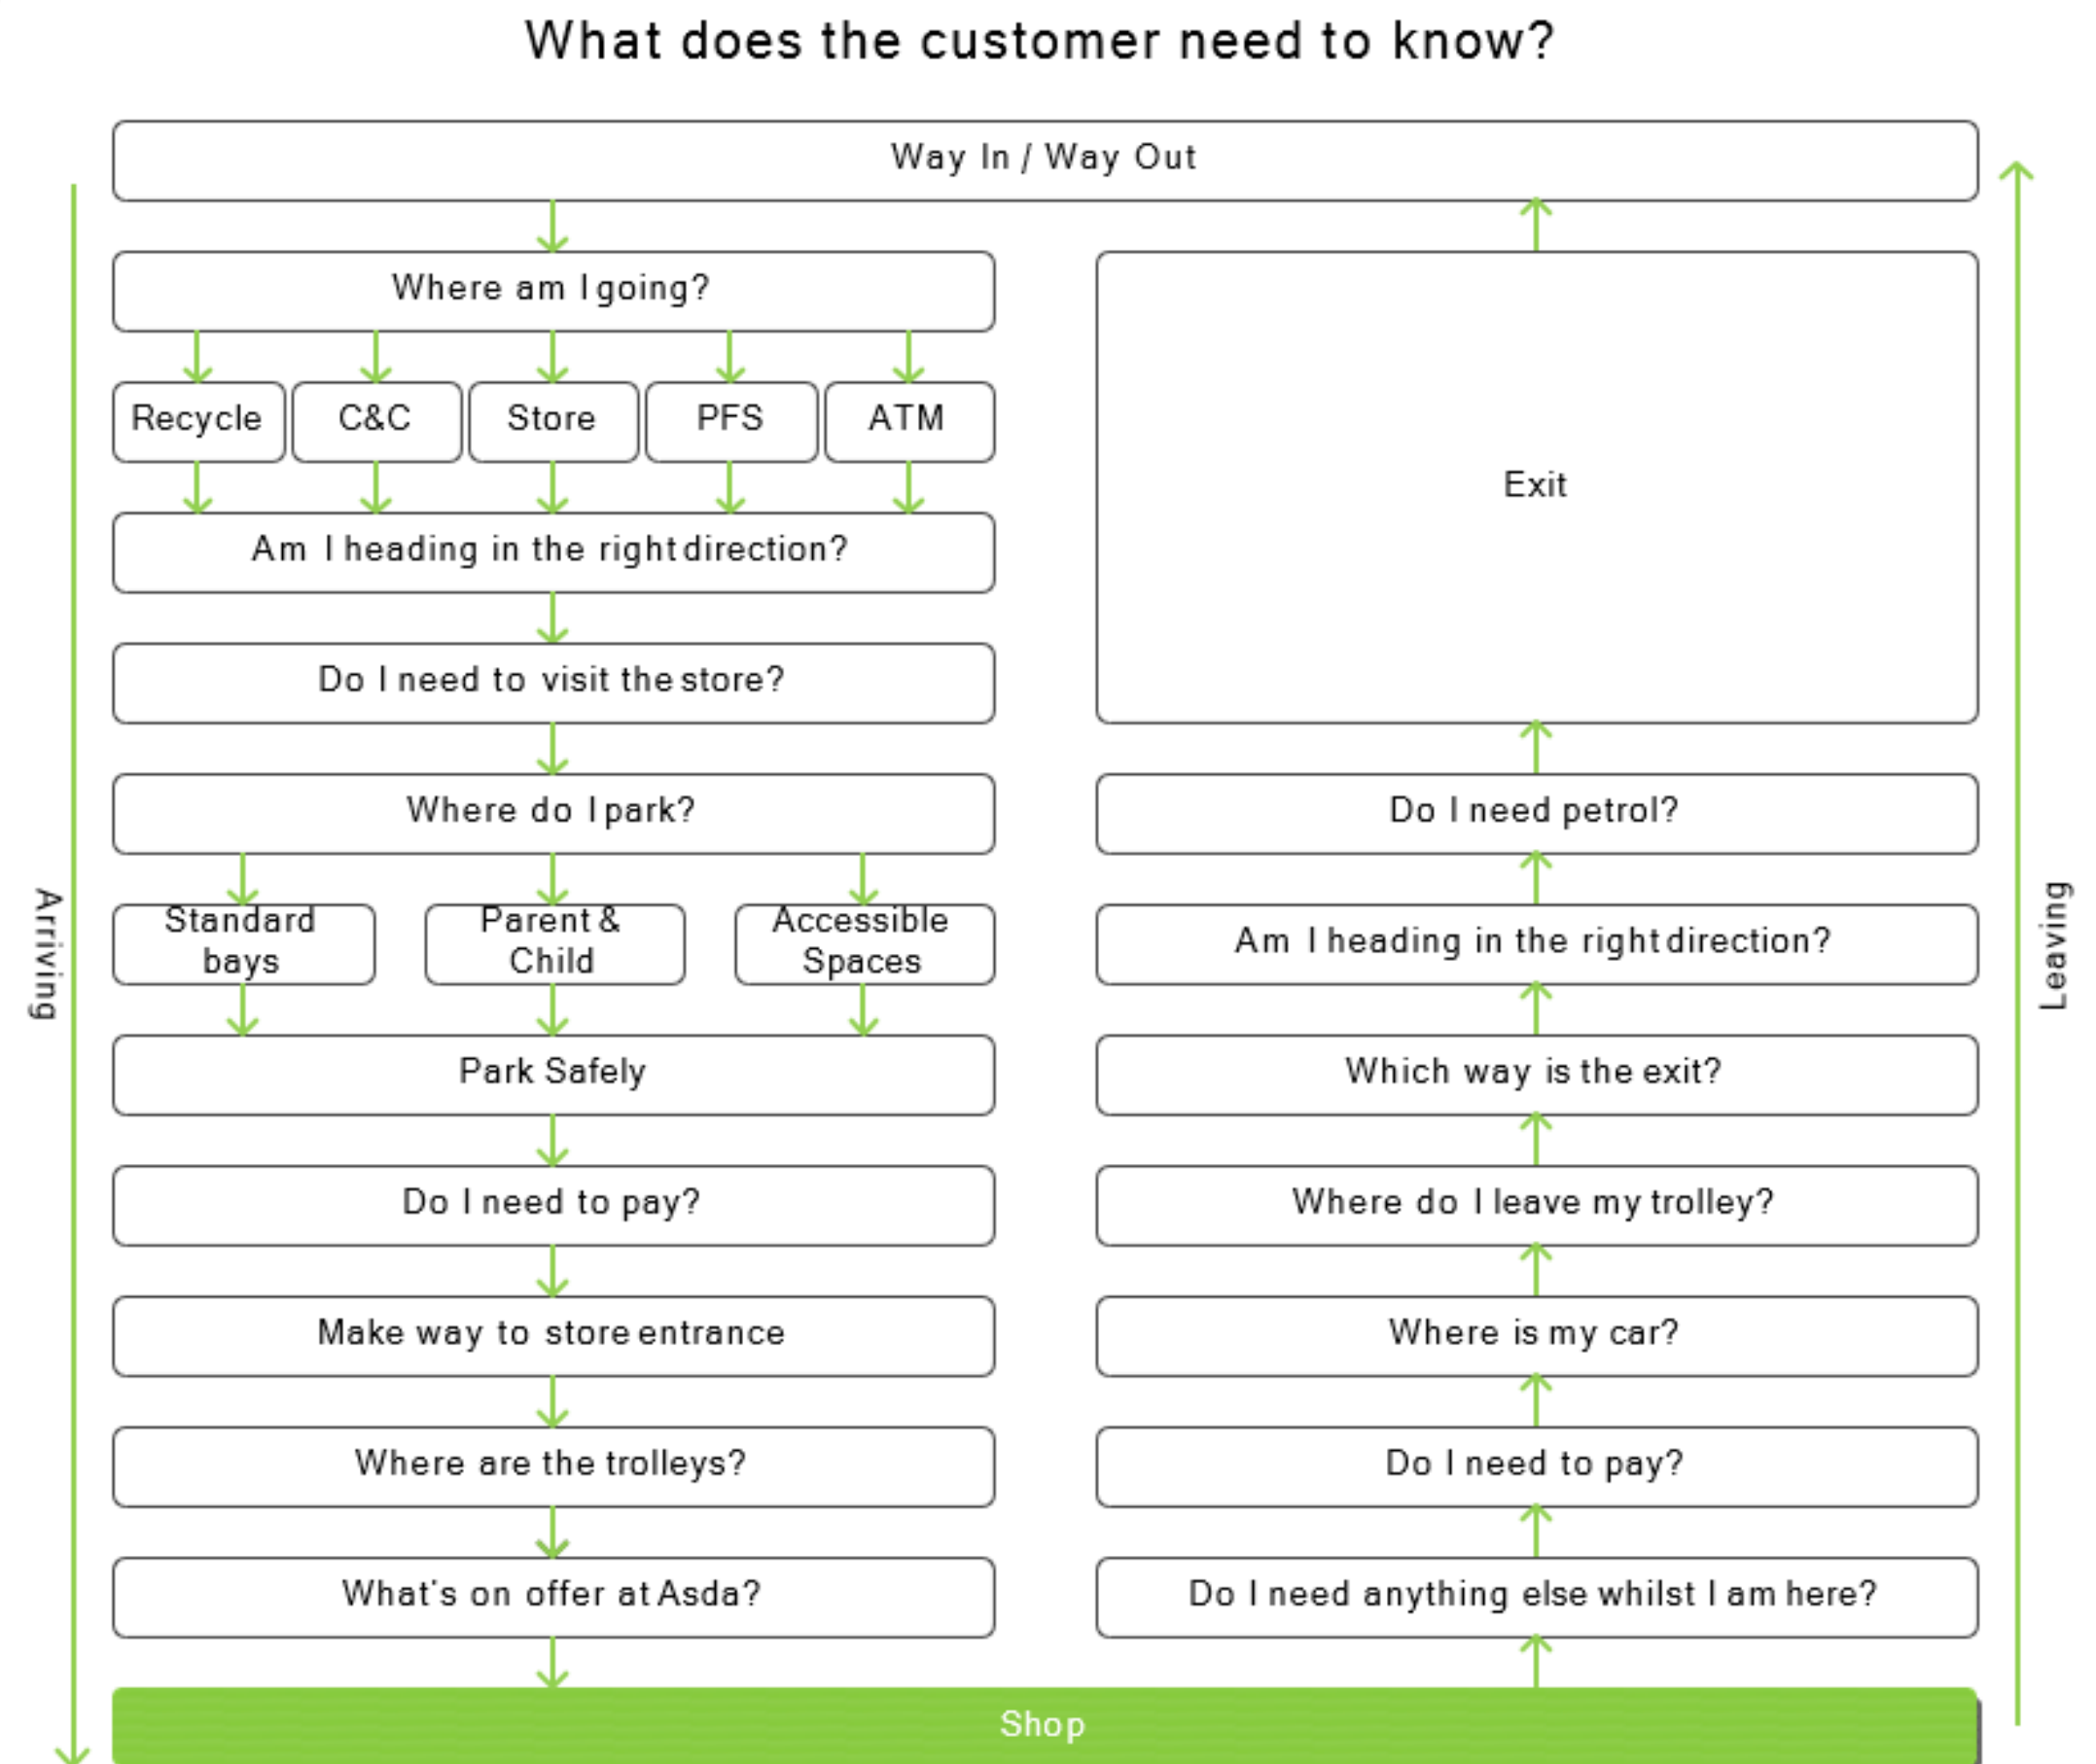 What does the customer need to know?
Way In / Way Out
Where am I going?
Recycle
C&C
Store
PFS
ATM
Am I heading in the right direction?
Do I need to visit the store?
Where do I park?
Standard
bays
Parent &
Child
Accessible
Spaces
Park Safely
Do I need to pay?
Make way to store entrance
Where are the trolleys?
What's on offer at Asda?
Arriving
Exit
Do I need petrol?
Am I heading in the right direction?
Which way is the exit?
Where do I leave my trolley?
Where is my car?
Do I need to pay?
Do I need anything else whilst I am here?
Leaving
Shop